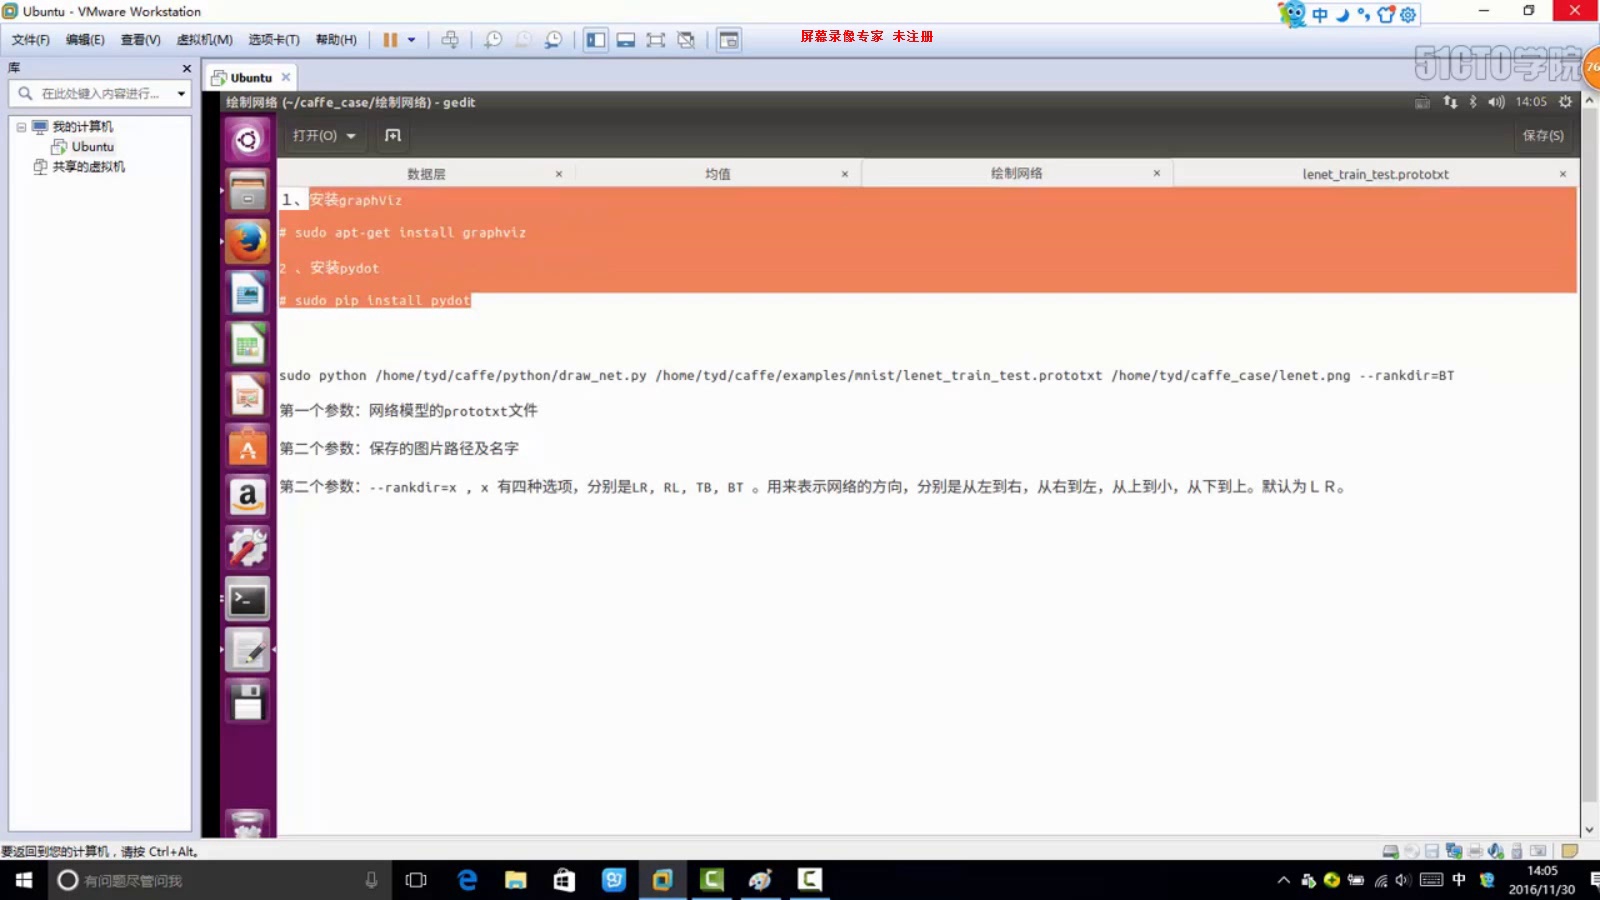 Ubuntu - VMware Workstation
中
文件(F) 编辑(E) 查看(V) 虚拟机(M) 选项卡(T) 帮助(H)
屏幕录像专家 未注册
51CTO学院
76
库
Ubuntu
在此处键入内容进行...
我的计算机
Ubuntu
共享的虚拟机
绘制网络 (~/caffe_case/绘制网络) - gedit
14:05
打开(O)
保存(S)
数据层
均值
绘制网络
lenet_train_test.prototxt
1、安装graphViz
# sudo apt-get install graphviz
2 、安装pydot
# sudo pip install pydot
sudo python /home/tyd/caffe/python/draw_net.py /home/tyd/caffe/examples/mnist/lenet_train_test.prototxt /home/tyd/caffe_case/lenet.png --rankdir=BT
第一个参数：网络模型的prototxt文件
第二个参数：保存的图片路径及名字
第二个参数：--rankdir=x , x 有四种选项，分别是LR, RL, TB, BT 。用来表示网络的方向，分别是从左到右，从右到左，从上到小，从下到上。默认为ＬＲ。
要返回到您的计算机，请按 Ctrl+Alt。
有问题尽管问我
中
14:05
2016/11/30